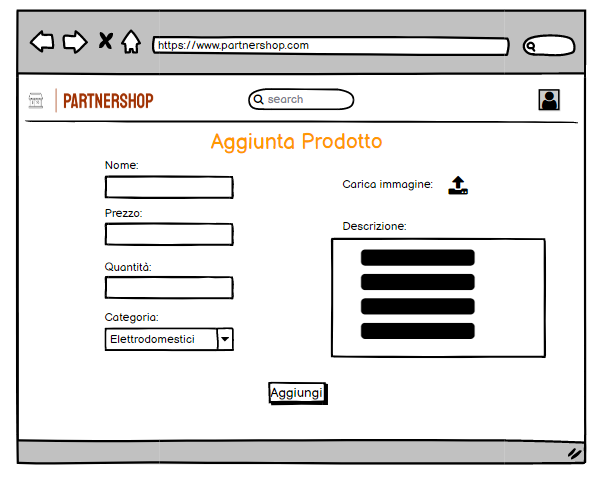 https://www.partnershop.com
PARTNERSHOP
search
Aggiunta Prodotto
Nome:
Carica immagine:
Prezzo:
Descrizione:
Quantità:
Categoria:
Elettrodomestici
Aggiungi